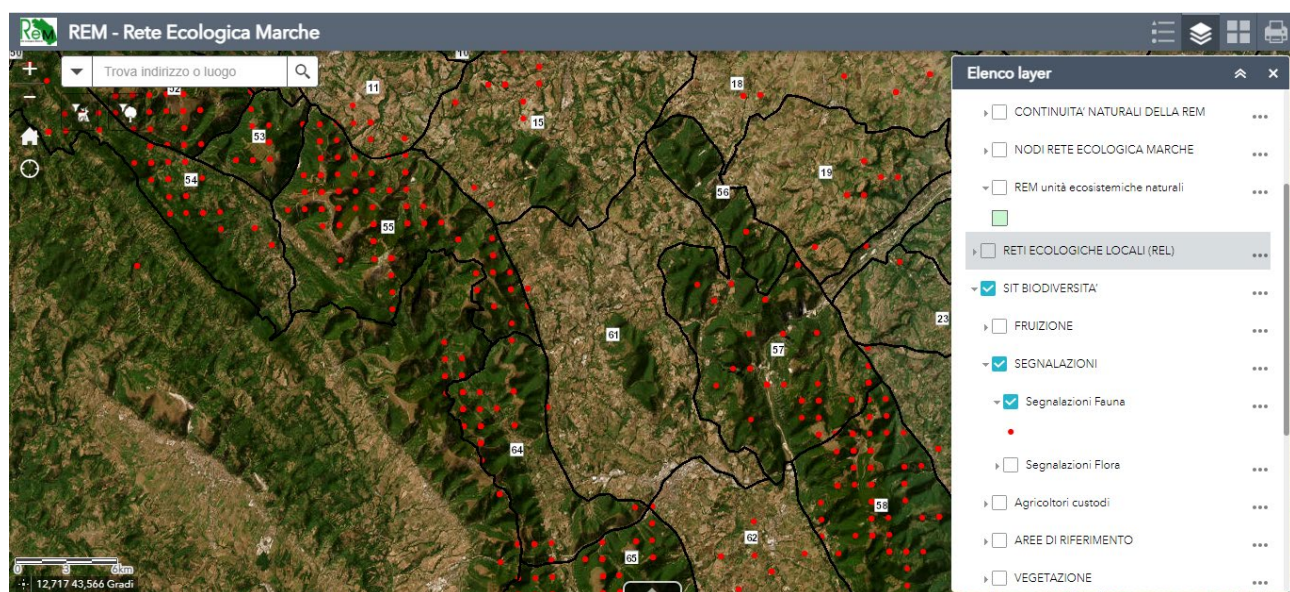 ReM
REM - Rete Ecologica Marche
+
Trova indirizzo o luogo
−
Elenco layer
CONTINUITA' NATURALI DELLA REM
NODI RETE ECOLOGICA MARCHE
REM unità ecosistemiche naturali
RETI ECOLOGICHE LOCALI (REL)
SIT BIODIVERSITA'
FRUIZIONE
SEGNALAZIONI
Segnalazioni Fauna
Segnalazioni Flora
Agricoltori custodi
AREE DI RIFERIMENTO
VEGETAZIONE
10
11
18
52
15
53
19
54
56
55
23
61
57
64
58
62
65
0 3 6km
12,717 43,566 Gradi